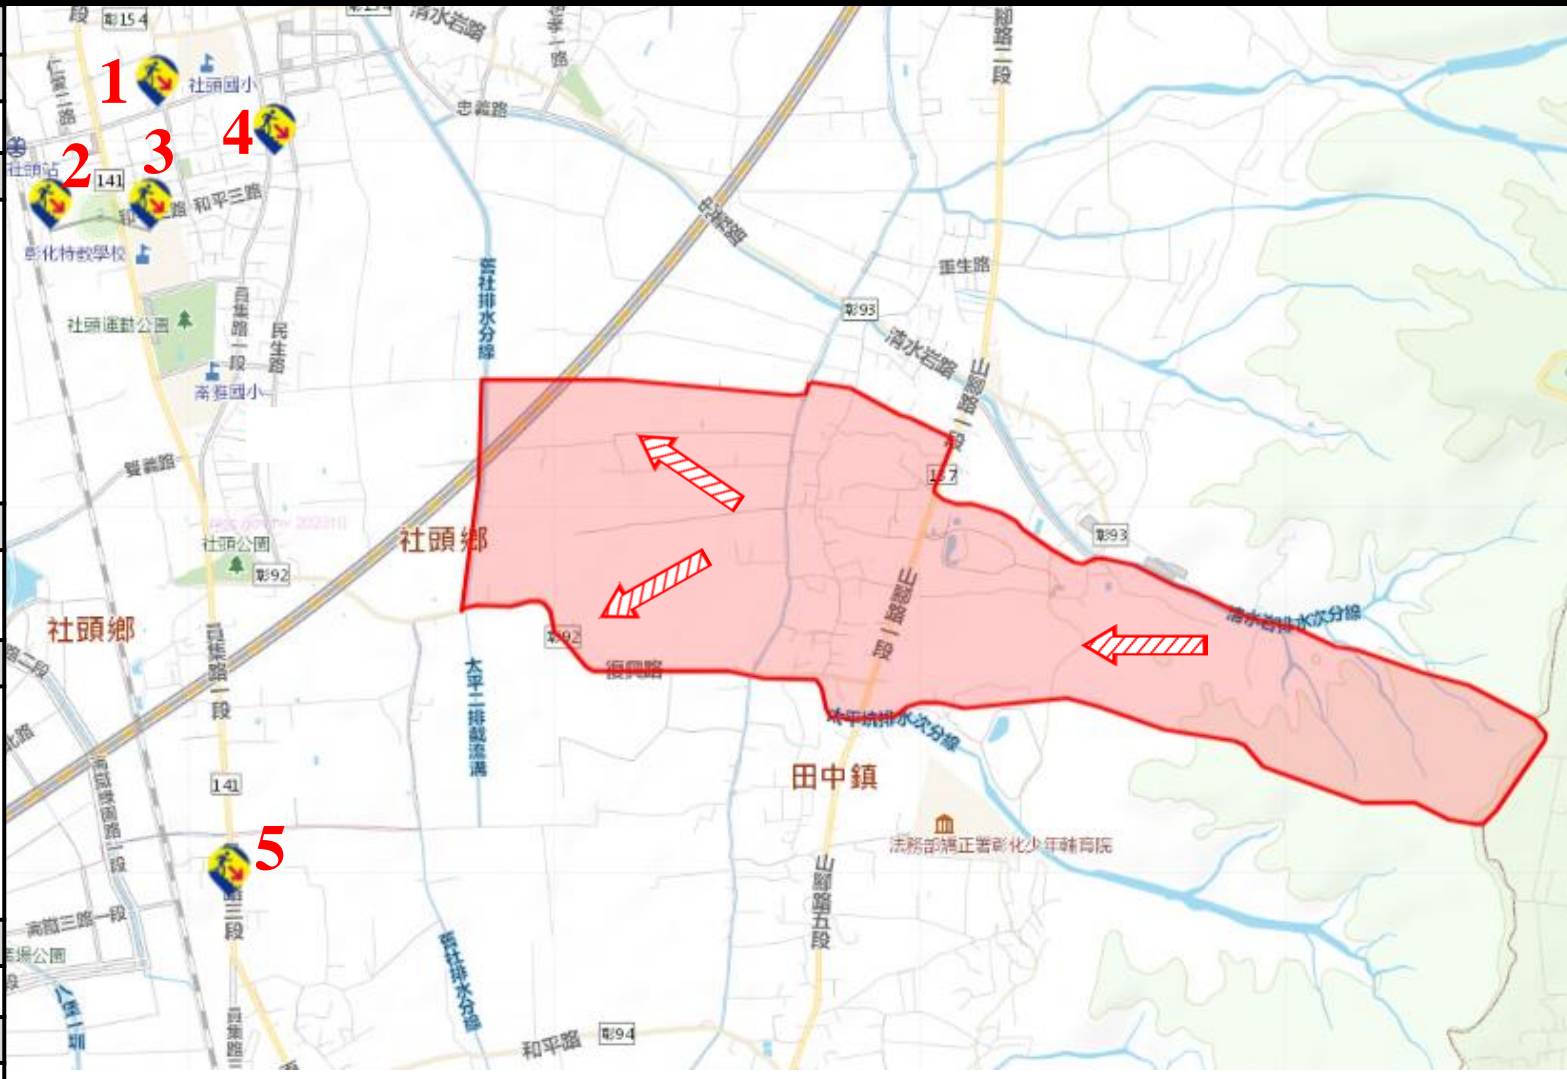 彰154
清水岩路
1
社頭國小
忠義路
4
3
2
社頭站
141
和平三路
彰化特教學校
重生路
彰93
舊社排水分線
員集路一段
民生路
社頭運動公園
清水岩路
山腳路一段
南雅國小
雙義路
137
社頭鄉
彰93
社頭公園
彰92
山腳路一段
清水岩排水次分線
社頭鄉
彰92
復興路
員集路一段
太平二排截流溝
太平坑排水次分線
田中鎮
141
5
法務部矯正署彰化少年輔育院
山腳路五段
高鐵三路一段
舊社排水分線
和平路
彰94